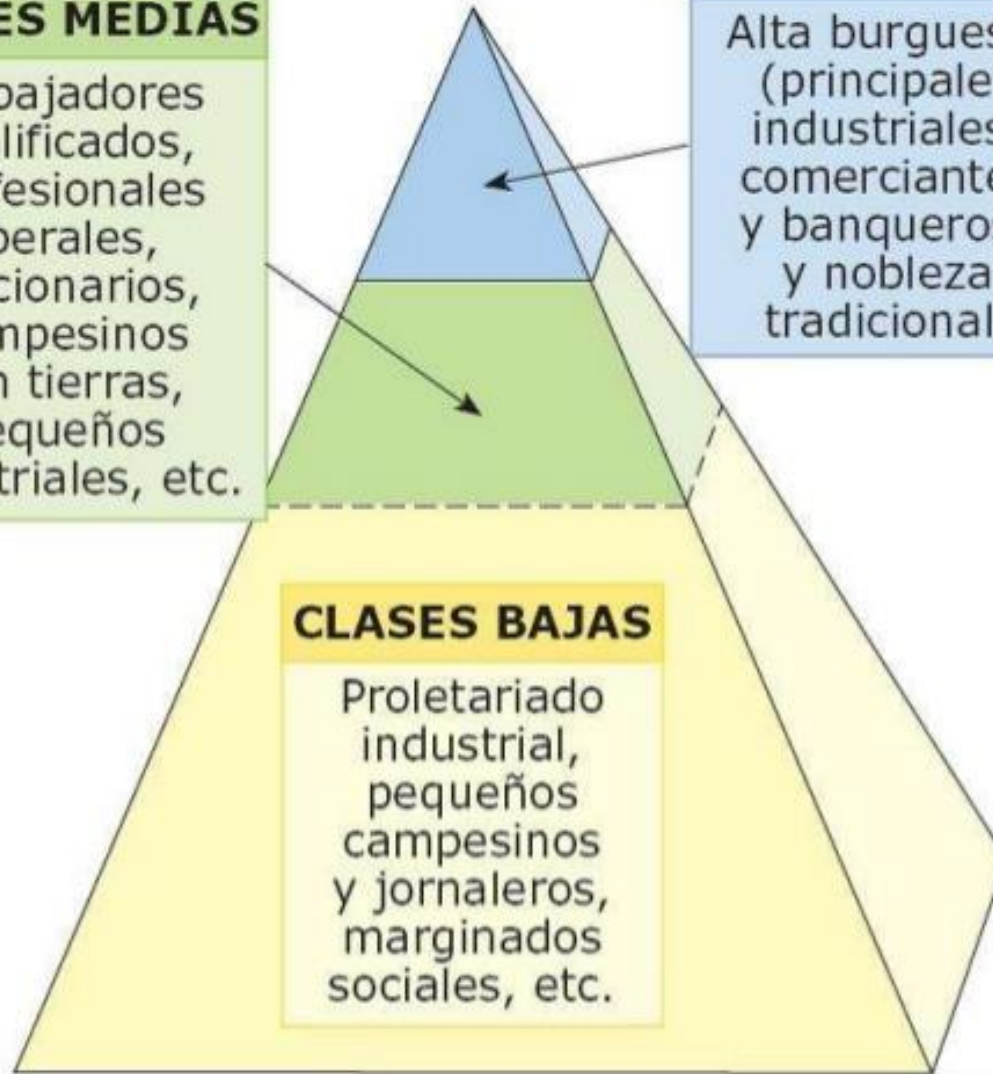 ES MEDIAS
bajadores
lificados,
fesionales
berales,
cionarios,
mpesinos
n tierras,
equeños
triales, etc.
Alta burgues
(principale
industriales
comerciante
y banquero
y nobleza
tradicional
CLASES BAJAS
Proletariado
industrial,
pequeños
campesinos
y jornaleros,
marginados
sociales, etc.